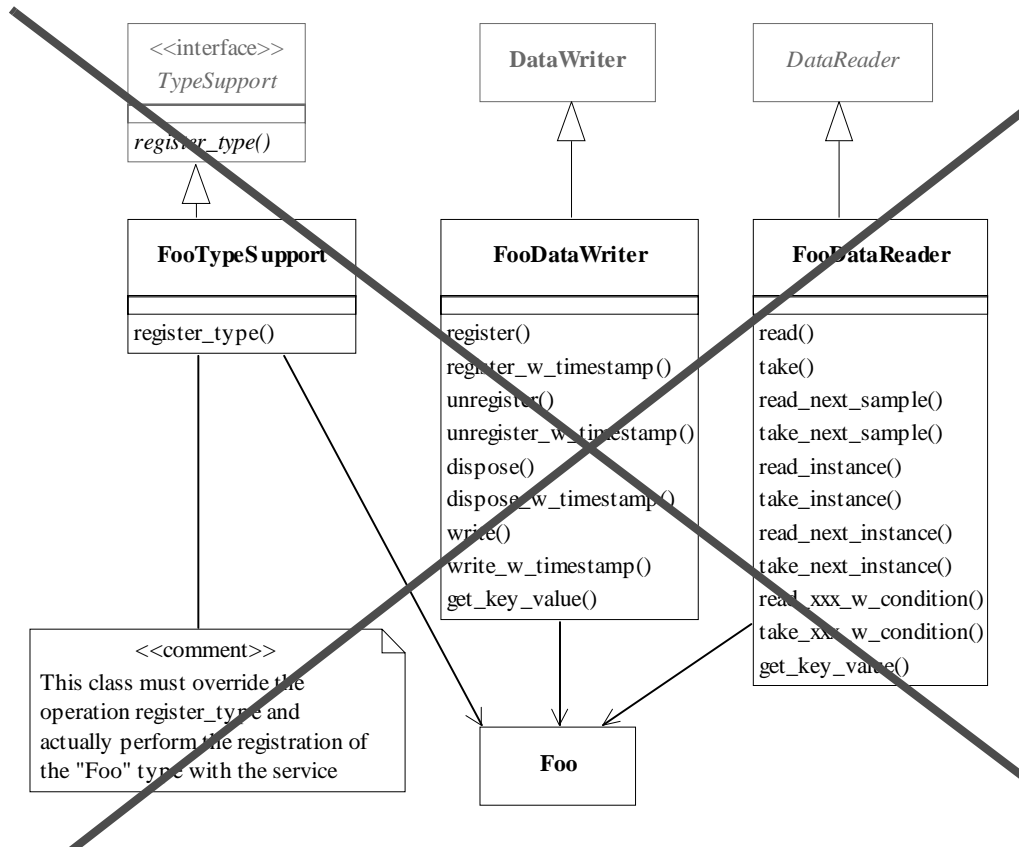 <<interface>>
TypeSupport
register_type()
DataWriter
DataReader
FooTypeSupport
register_type()
FooDataWriter
register()
register_w_timestamp()
unregister()
unregister_w_timestamp()
dispose()
dispose_w_timestamp()
write()
write_w_timestamp()
get_key_value()
FooDataReader
read()
take()
read_next_sample()
take_next_sample()
read_instance()
take_instance()
read_next_instance()
take_next_instance()
read_xxx_w_condition()
take_xxx_w_condition()
get_key_value()
<<comment>>
This class must override the
operation register_type and
actually perform the registration of
the "Foo" type with the service
Foo